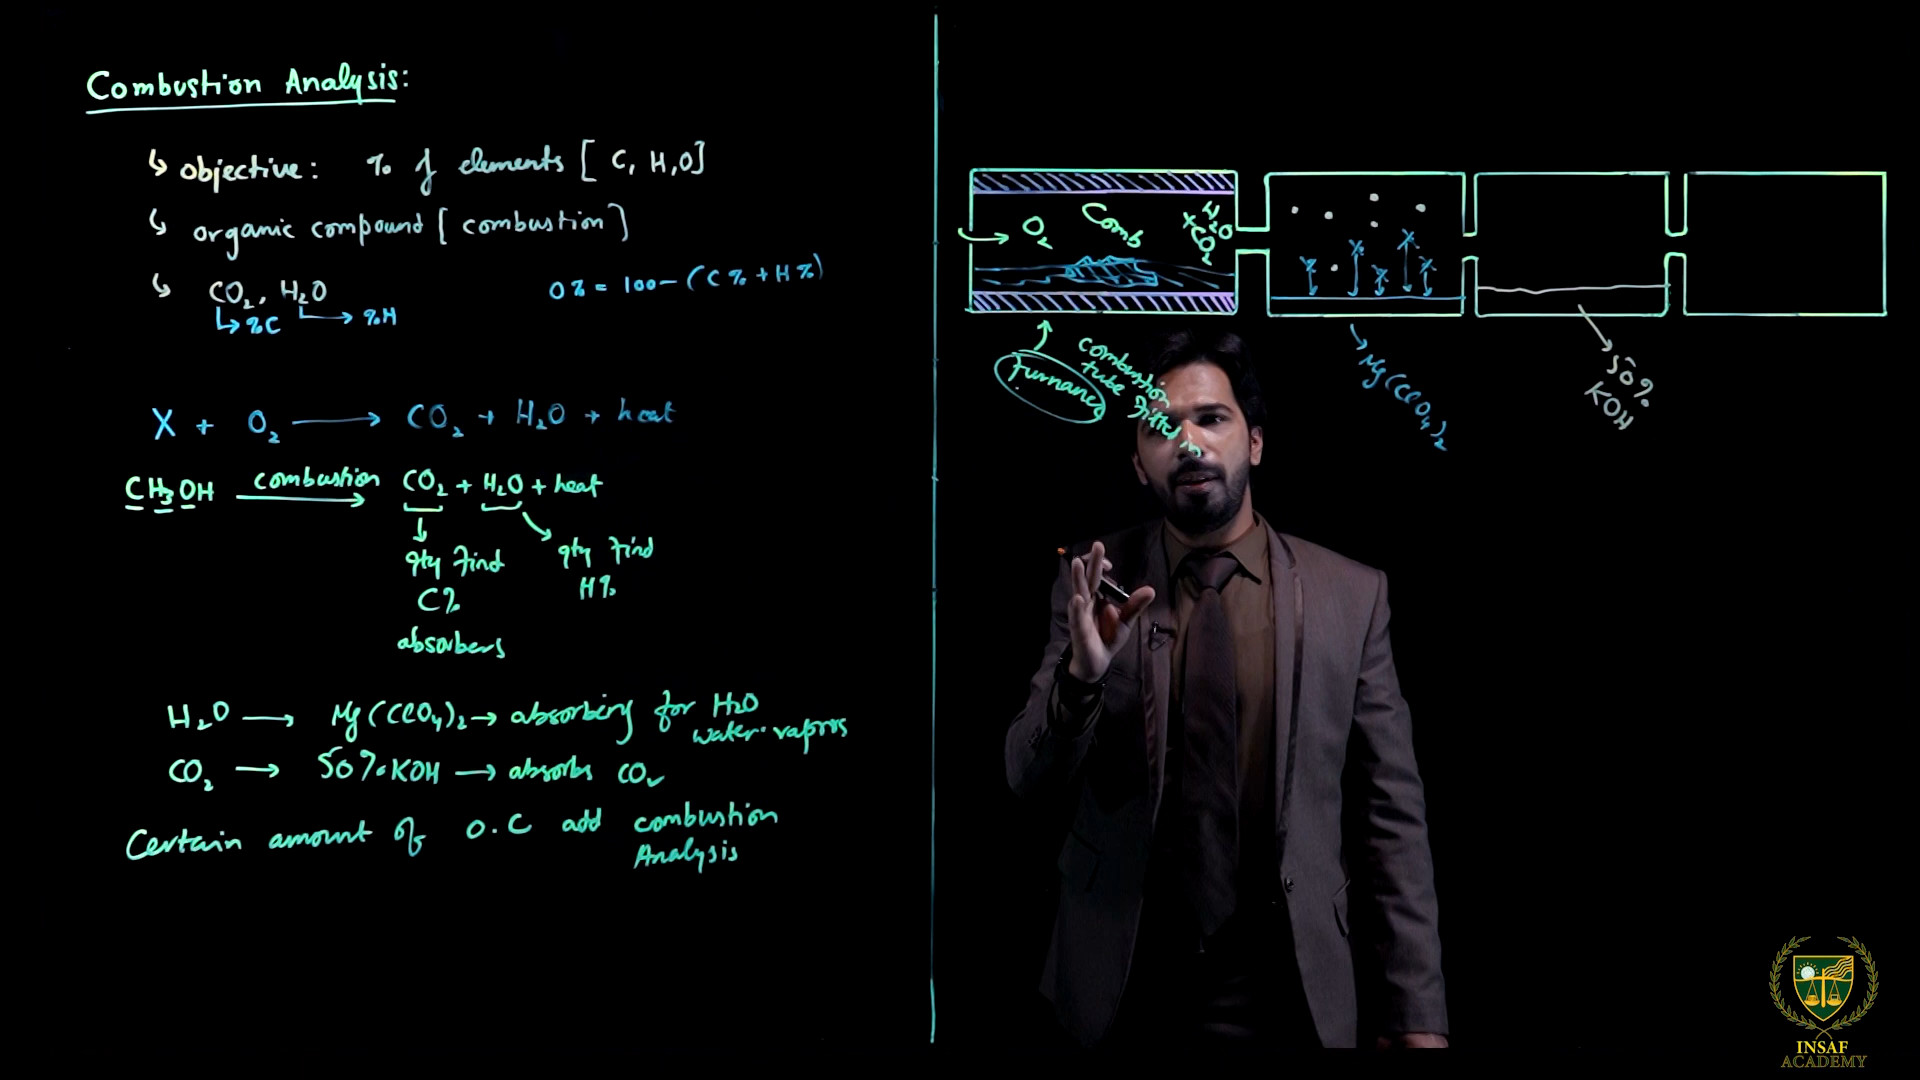 Combustion Analysis:
↳ objective: % of elements [ C, H, O ]
↳ organic compound [ combustion ]
↳ CO₂, H₂O
↳ %C → %H
O% = 100 - ( C% + H% )
X + O₂ → CO₂ + H₂O + heat
CH₃OH combustion → CO₂ + H₂O + heat
qty find
C%
absorbers
qty find
H%
H₂O → Mg(ClO₄)₂ → absorbing for H₂O
water vapros
CO₂ → 50% KOH → absorbs CO₂
Certain amount of O.C add combustion
Analysis
O₂
Comb
H₂O
+ CO₂
furnance
combustion
tube fitted in
Mg(ClO₄)₂
50%
KOH
INSAF
ACADEMY